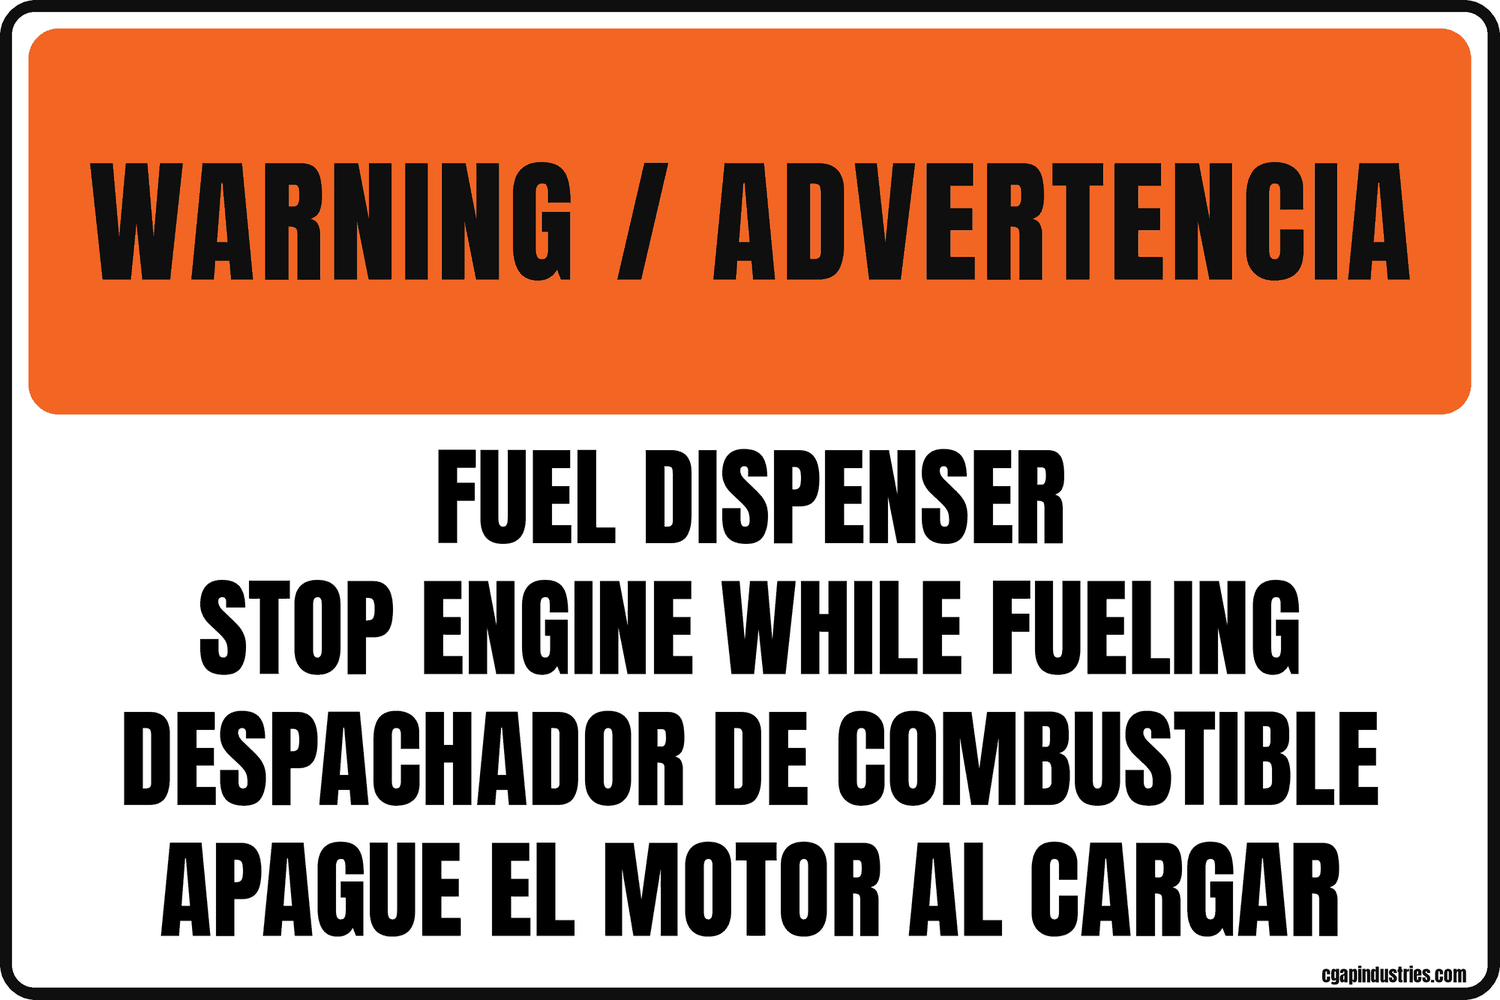 WARNING / ADVERTENCIA
FUEL DISPENSER
STOP ENGINE WHILE FUELING
DESPACHADOR DE COMBUSTIBLE
APAGUE EL MOTOR AL CARGAR
cgapindustries.com